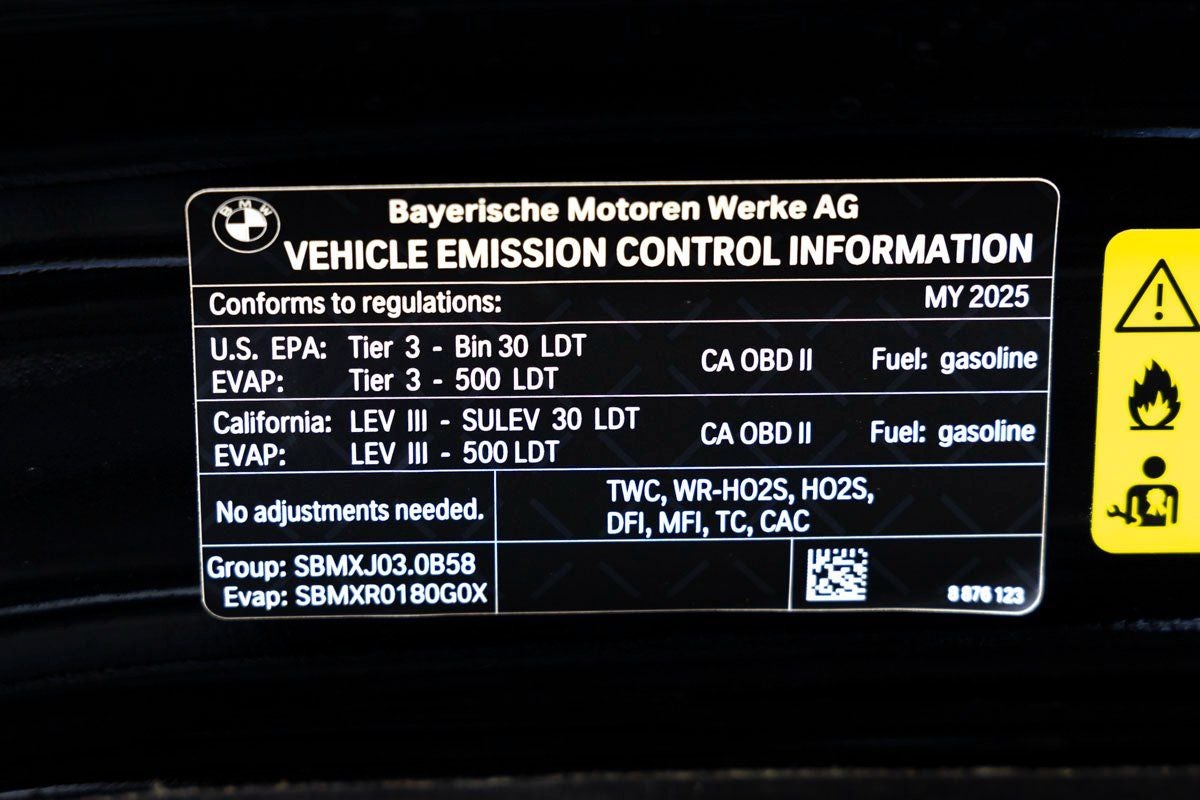 BMW
Bayerische Motoren Werke AG
VEHICLE EMISSION CONTROL INFORMATION
Conforms to regulations: MY 2025
U.S. EPA: Tier 3 - Bin 30 LDT CA OBD II Fuel: gasoline
EVAP: Tier 3 - 500 LDT
California: LEV III - SULEV 30 LDT CA OBD II Fuel: gasoline
EVAP: LEV III - 500 LDT
No adjustments needed.
TWC, WR-HO2S, HO2S,
DFI, MFI, TC, CAC
Group: SBMXJ03.0B58
Evap: SBMXR0180G0X
8 876 123